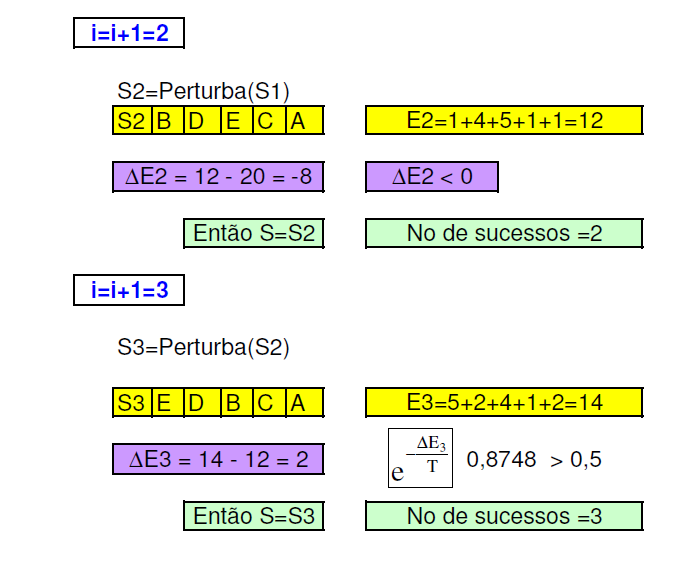 i=i+1=2
S2=Perturba(S1)
S2 B D E C A E2=1+4+5+1+1=12
ΔE2 = 12 - 20 = -8 ΔE2 < 0
Então S=S2 No de sucessos =2
i=i+1=3
S3=Perturba(S2)
S3 E D B C A E3=5+2+4+1+2=14
ΔE3 = 14 - 12 = 2 e^{-\frac{ΔE_3}{T}} 0,8748 > 0,5
Então S=S3 No de sucessos =3